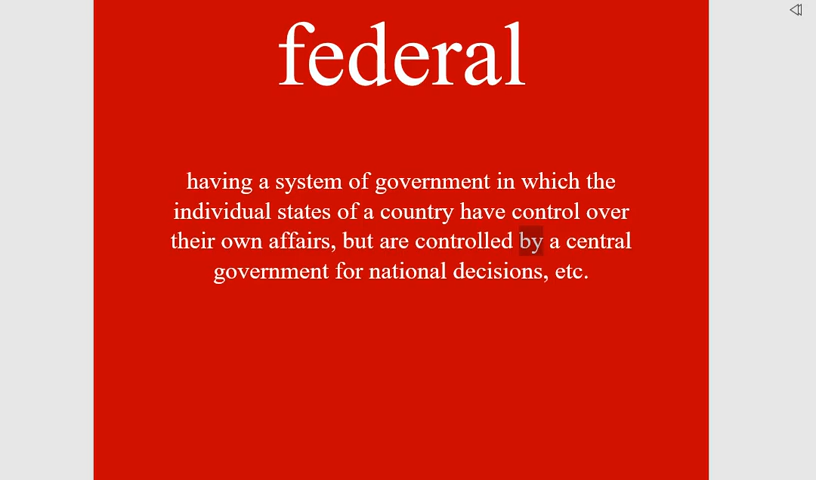 federal
having a system of government in which the
individual states of a country have control over
their own affairs, but are controlled by a central
government for national decisions, etc.